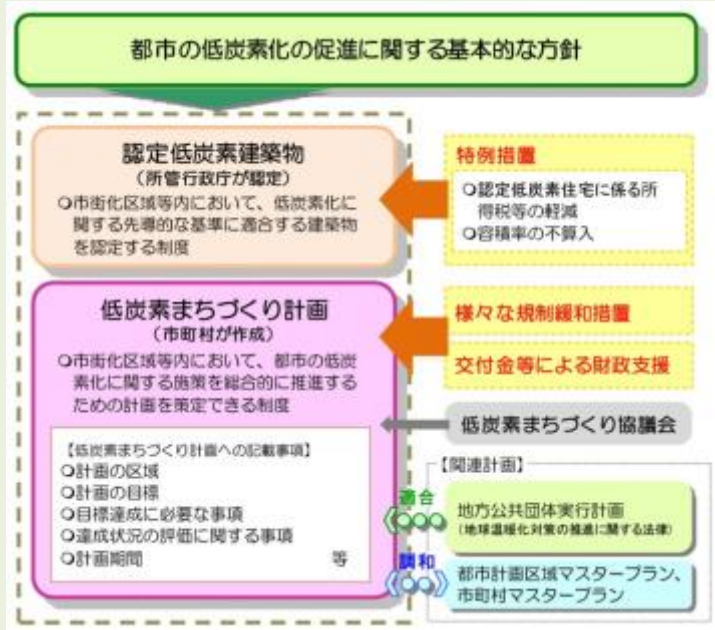 都市の低炭素化の促進に関する基本的な方針
認定低炭素建築物
(所管行政庁が認定)
○市街化区域等内において、低炭素化に
関する先導的な基準に適合する建築物
を認定する制度
特例措置
○認定低炭素住宅に係る所
得税等の軽減
○容積率の不算入
低炭素まちづくり計画
(市町村が作成)
○市街化区域等内において、都市の低炭
素化に関する施策を総合的に推進する
ための計画を策定できる制度
【低炭素まちづくり計画への記載事項】
○計画の区域
○計画の目標
○目標達成に必要な事項
○達成状況の評価に関する事項
○計画期間 等
様々な規制緩和措置
交付金等による財政支援
低炭素まちづくり協議会
【関連計画】
適合
地方公共団体実行計画
(地球温暖化対策の推進に関する法律)
調和
都市計画区域マスタープラン、
市町村マスタープラン